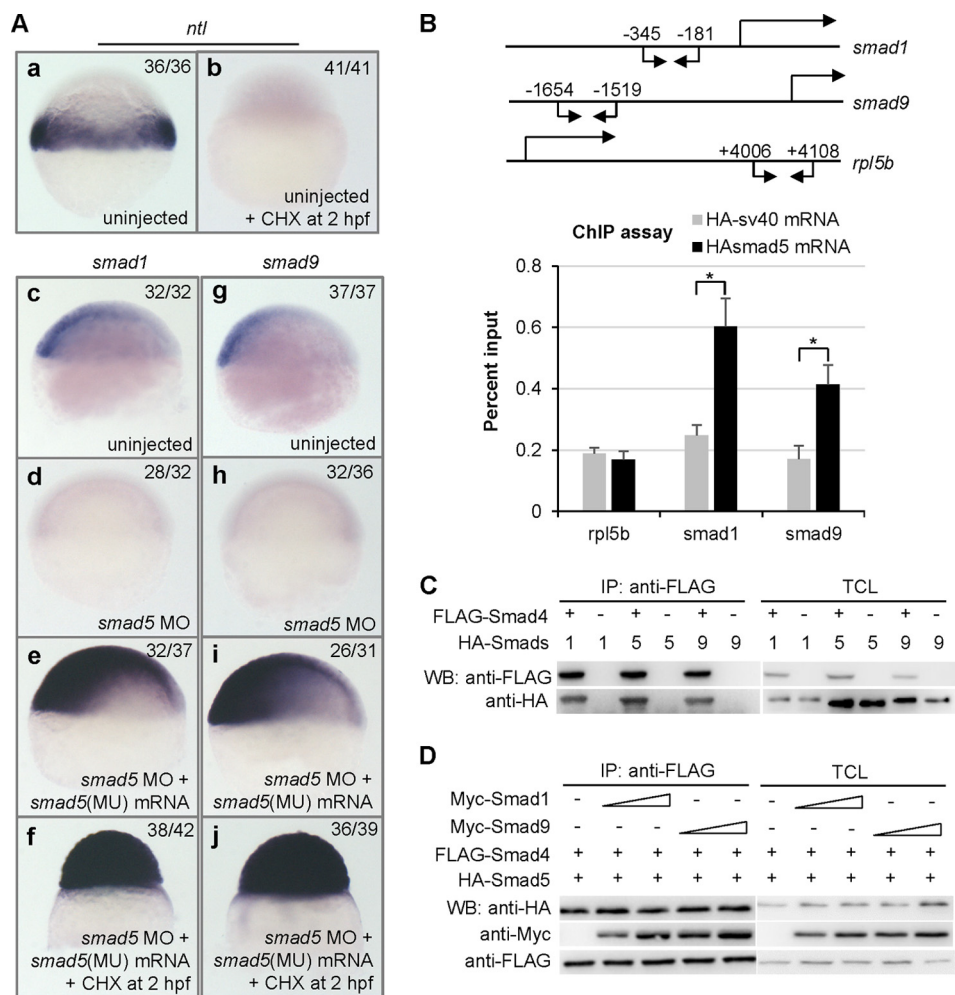 A
ntl
a
36/36
uninjected
b
41/41
uninjected
+ CHX at 2 hpf
smad1
smad9
c
32/32
uninjected
g
37/37
uninjected
d
28/32
smad5 MO
h
32/36
smad5 MO
e
32/37
smad5 MO +
smad5(MU) mRNA
i
26/31
smad5 MO +
smad5(MU) mRNA
f
38/42
smad5 MO +
smad5(MU) mRNA
+ CHX at 2 hpf
j
36/39
smad5 MO +
smad5(MU) mRNA
+ CHX at 2 hpf
B
-345 -181
smad1
-1654 -1519
smad9
+4006 +4108
rpl5b
ChIP assay
HA-sv40 mRNA
HAsmad5 mRNA
Percent input
0.8
0.6
0.4
0.2
0
*
*
rpl5b smad1 smad9
C
IP: anti-FLAG TCL
FLAG-Smad4 + - + - + - + - + - + -
HA-Smads 1 1 5 5 9 9 1 1 5 5 9 9
WB: anti-FLAG
anti-HA
D
IP: anti-FLAG TCL
Myc-Smad1 - - - - - -
Myc-Smad9 - - - - - -
FLAG-Smad4 + + + + + + + + + +
HA-Smad5 + + + + + + + + + +
WB: anti-HA
anti-Myc
anti-FLAG